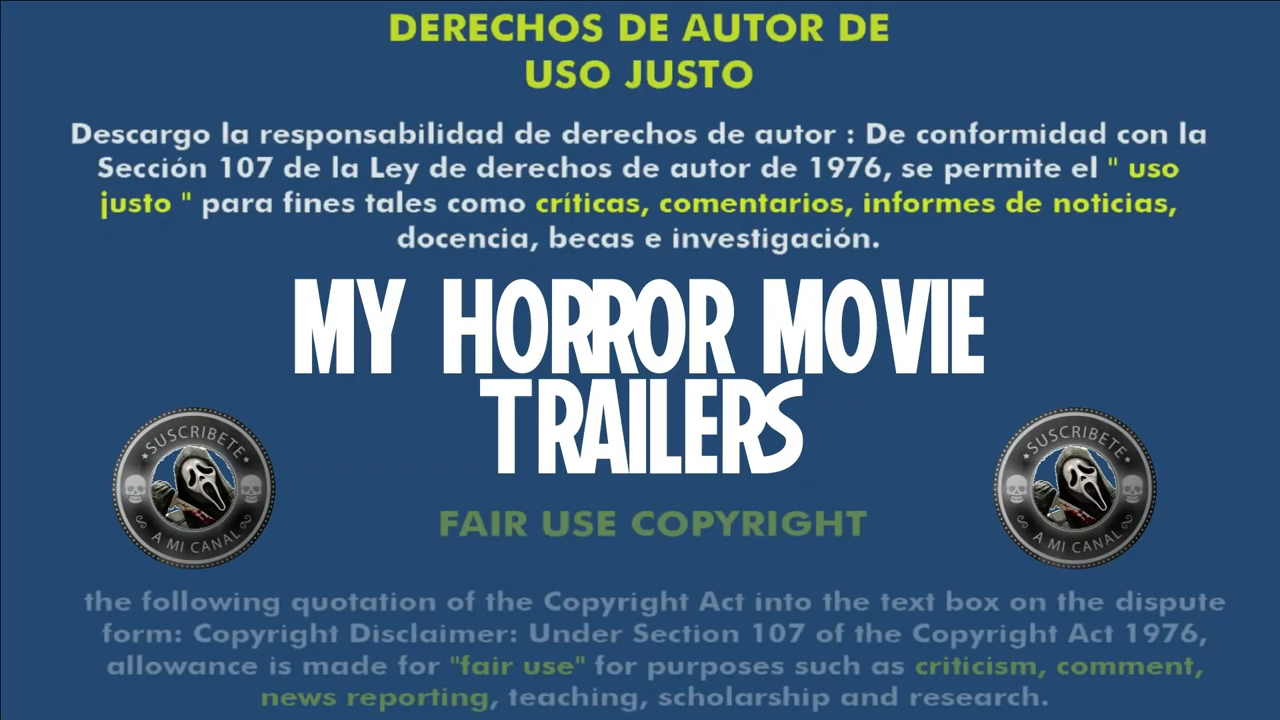 DERECHOS DE AUTOR DE
USO JUSTO
Descargo la responsabilidad de derechos de autor : De conformidad con la
Sección 107 de la Ley de derechos de autor de 1976, se permite el " uso
justo " para fines tales como críticas, comentarios, informes de noticias,
docencia, becas e investigación.
MY HORROR MOVIE
TRAILERS
SUSCRIBETE
A MI CANAL
SUSCRIBETE
A MI CANAL
FAIR USE COPYRIGHT
the following quotation of the Copyright Act into the text box on the dispute
form: Copyright Disclaimer: Under Section 107 of the Copyright Act 1976,
allowance is made for "fair use" for purposes such as criticism, comment,
news reporting, teaching, scholarship and research.